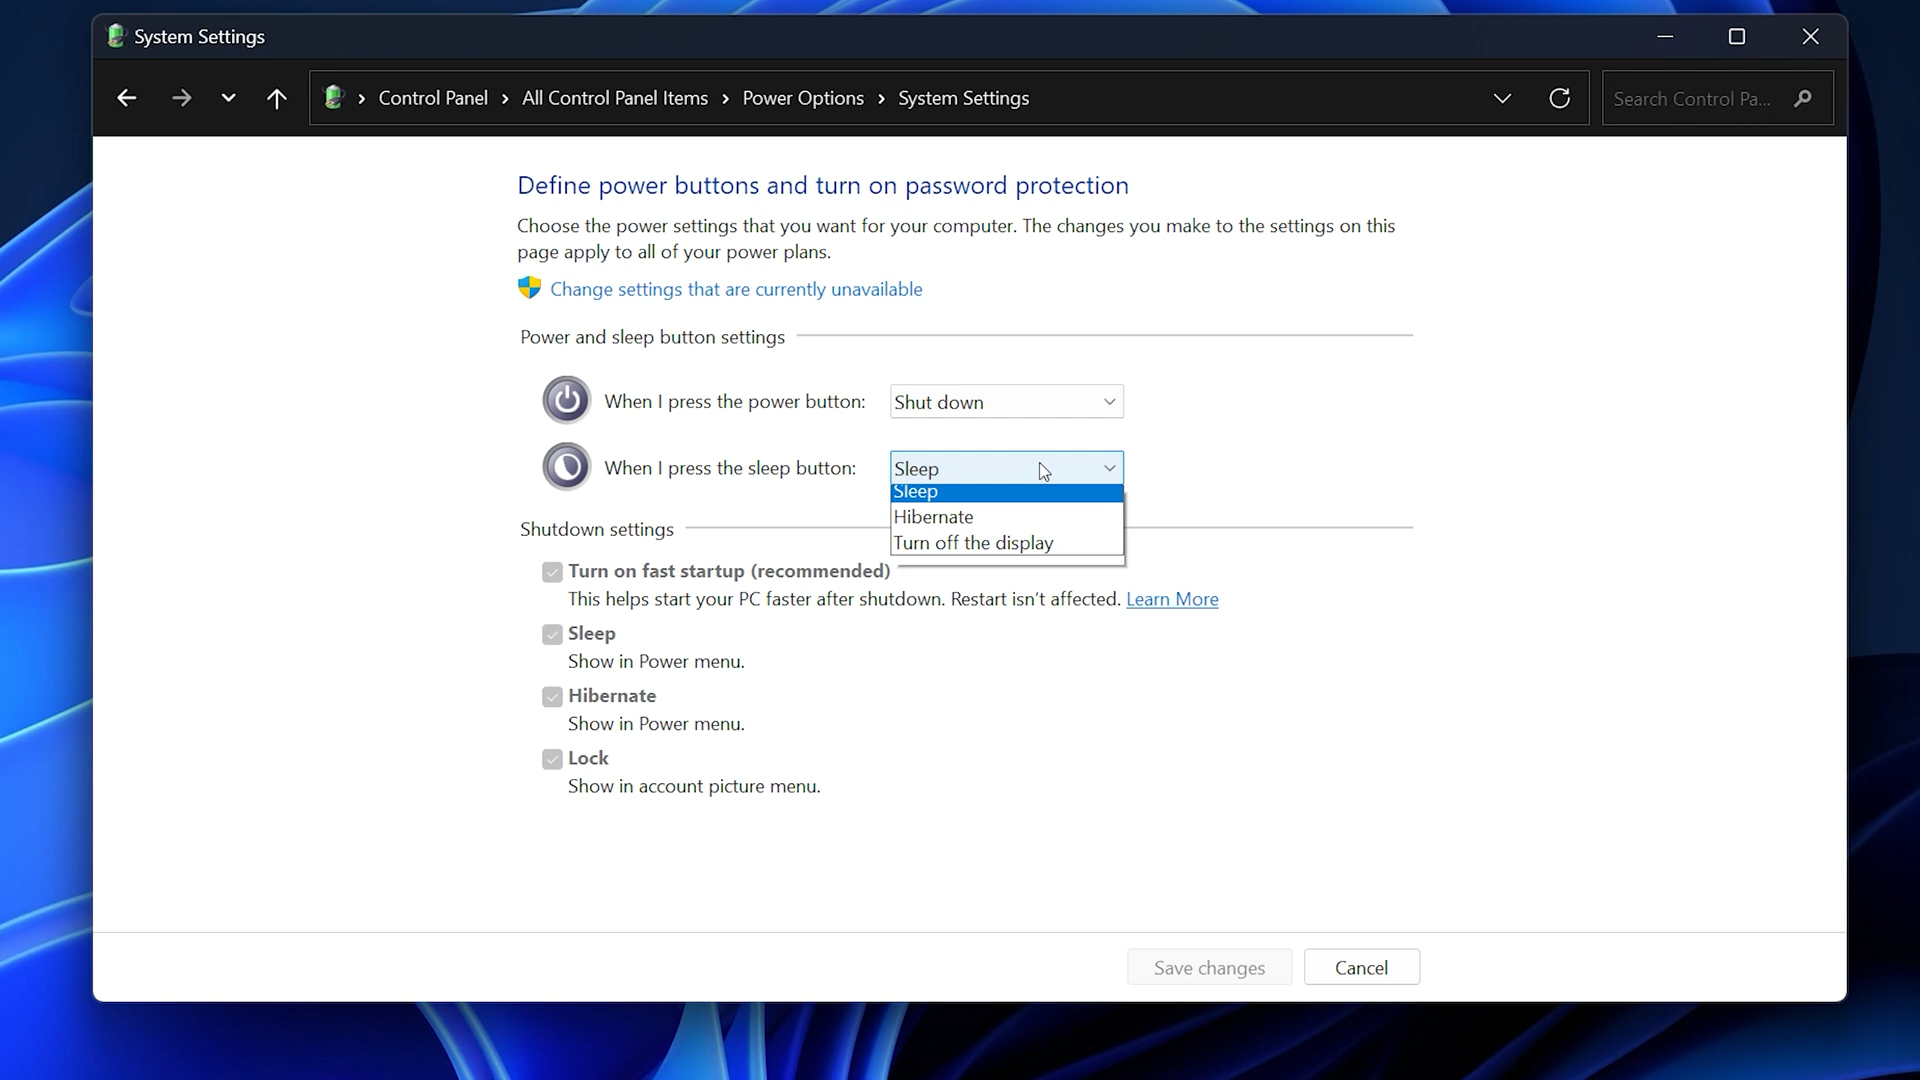 System Settings
Control Panel > All Control Panel Items > Power Options > System Settings
Search Control Pa...
Define power buttons and turn on password protection
Choose the power settings that you want for your computer. The changes you make to the settings on this
page apply to all of your power plans.
Change settings that are currently unavailable
Power and sleep button settings
When I press the power button: Shut down
When I press the sleep button: Sleep
Sleep
Hibernate
Turn off the display
Shutdown settings
Turn on fast startup (recommended)
This helps start your PC faster after shutdown. Restart isn't affected. Learn More
Sleep
Show in Power menu.
Hibernate
Show in Power menu.
Lock
Show in account picture menu.
Save changes
Cancel